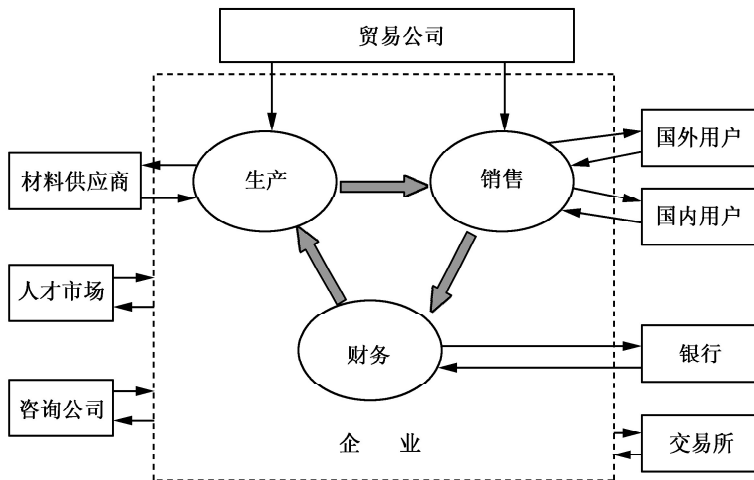 贸易公司
国外用户
材料供应商
生产
销售
国内用户
人才市场
财务
银行
咨询公司
企 业
交易所